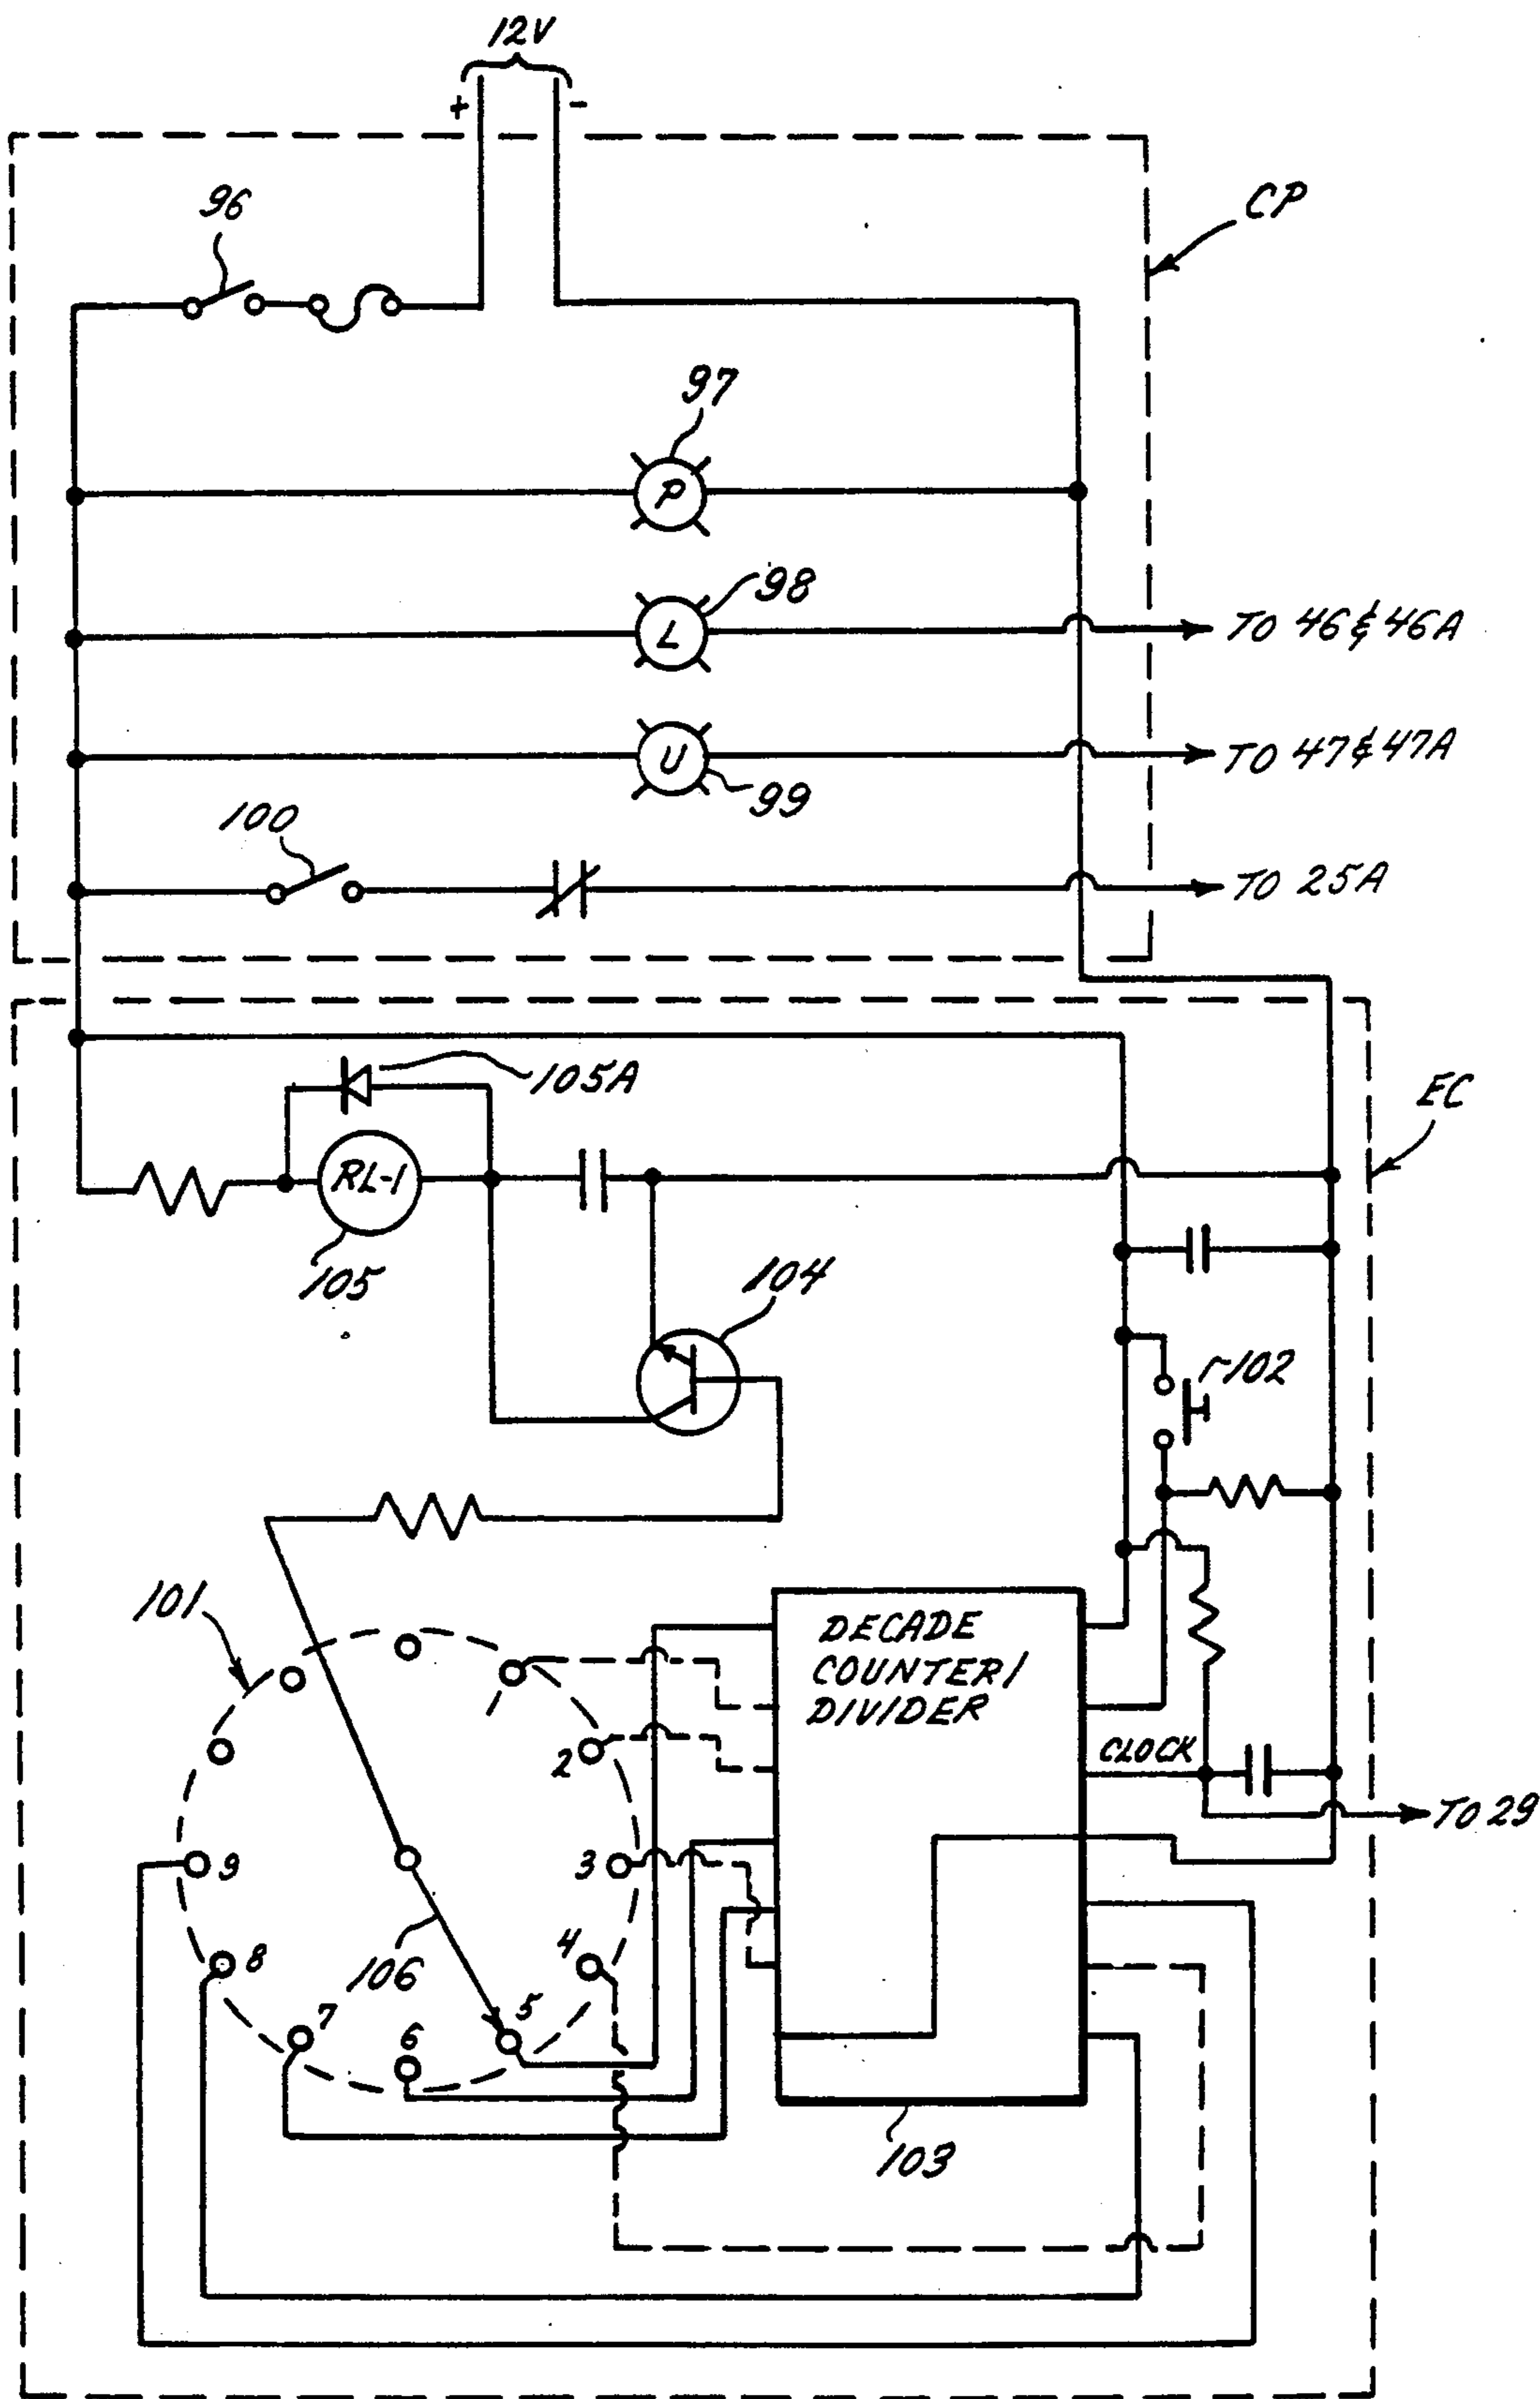 12V
+ -
96
CP
97
P
98
L
TO 46 & 46A
U
TO 47 & 47A
99
100
TO 25A
105A
EC
RL-1
105
104
102
101
DECADE
COUNTER/
DIVIDER
2
CLOCK
TO 29
3
9
4
8
106
5
7
6
103